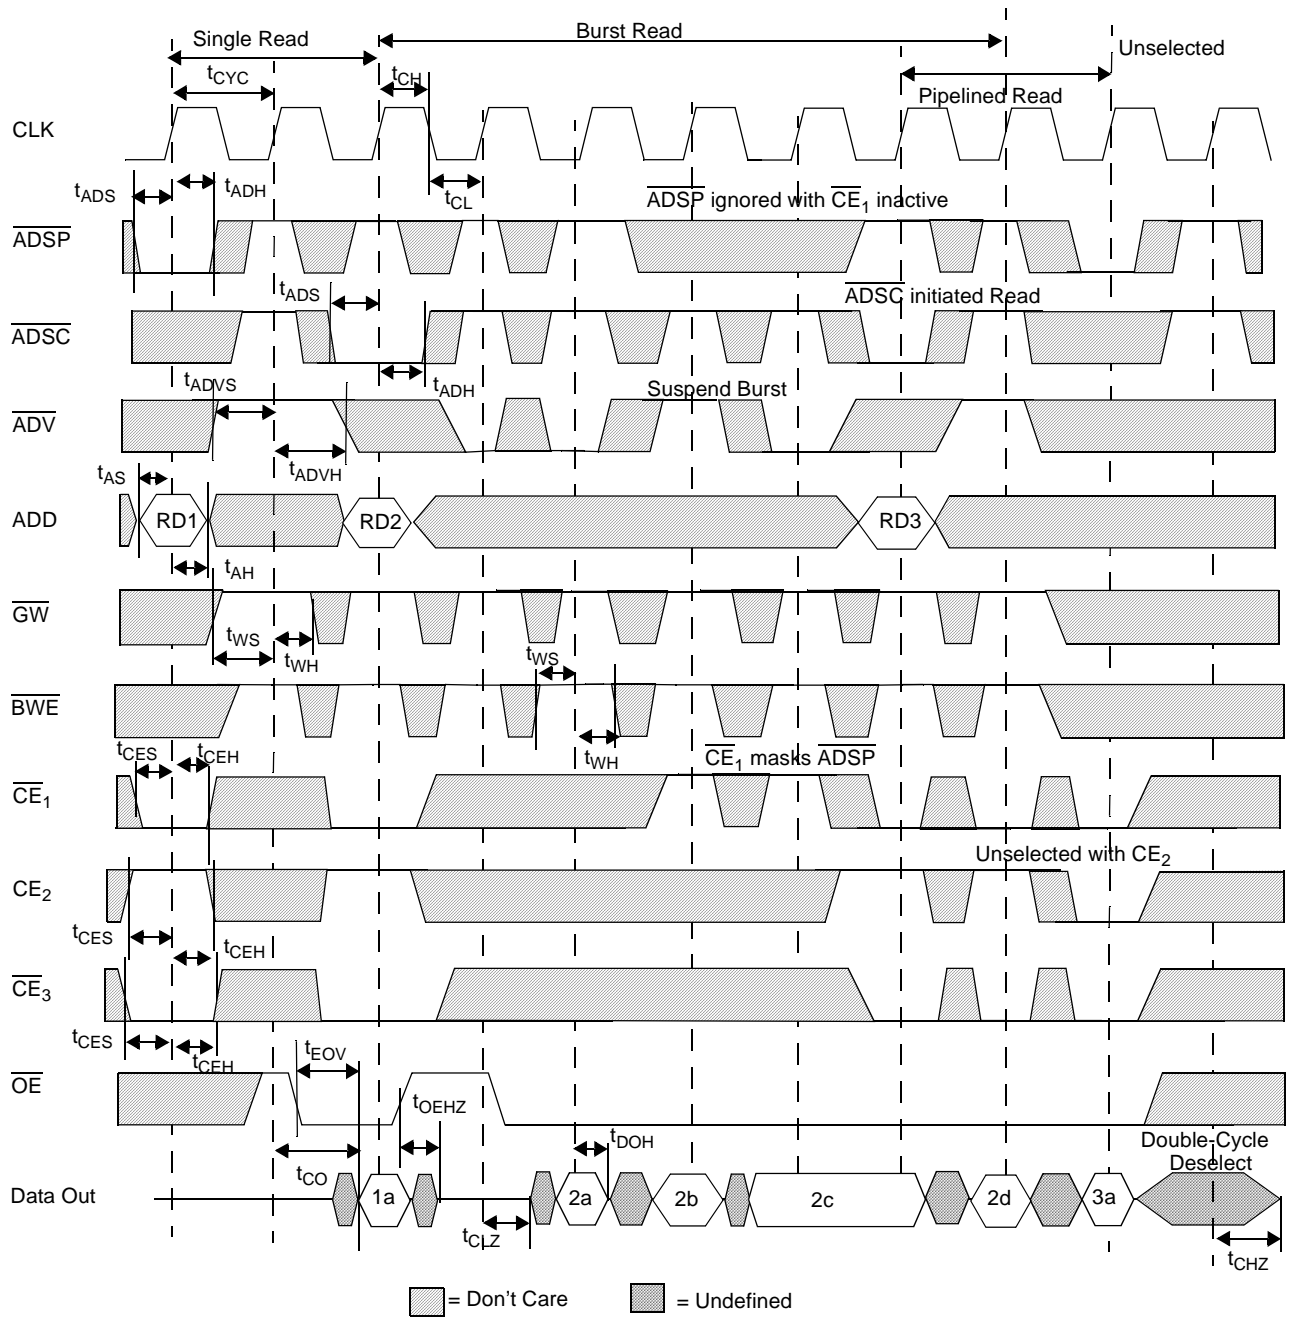 Single Read
Burst Read
Unselected
tCYC
tCH
Pipelined Read
CLK
tADS
tADH
tCL
ADSP ignored with CE1 inactive
ADSP
tADS
ADSC initiated Read
ADSC
tADH
tADVS
Suspend Burst
ADV
tADVH
tAS
ADD
RD1
RD2
RD3
tAH
GW
tWS
tWH
tWS
BWE
tWH
tCES
tCEH
CE1 masks ADSP
CE1
Unselected with CE2
CE2
tCES
tCEH
CE3
tCES
tCEH
tEOV
OE
tOEHZ
tDOH
Double-Cycle
Deselect
tCO
Data Out
1a
2a
2b
2c
2d
3a
tCLZ
tCHZ
= Don't Care
= Undefined